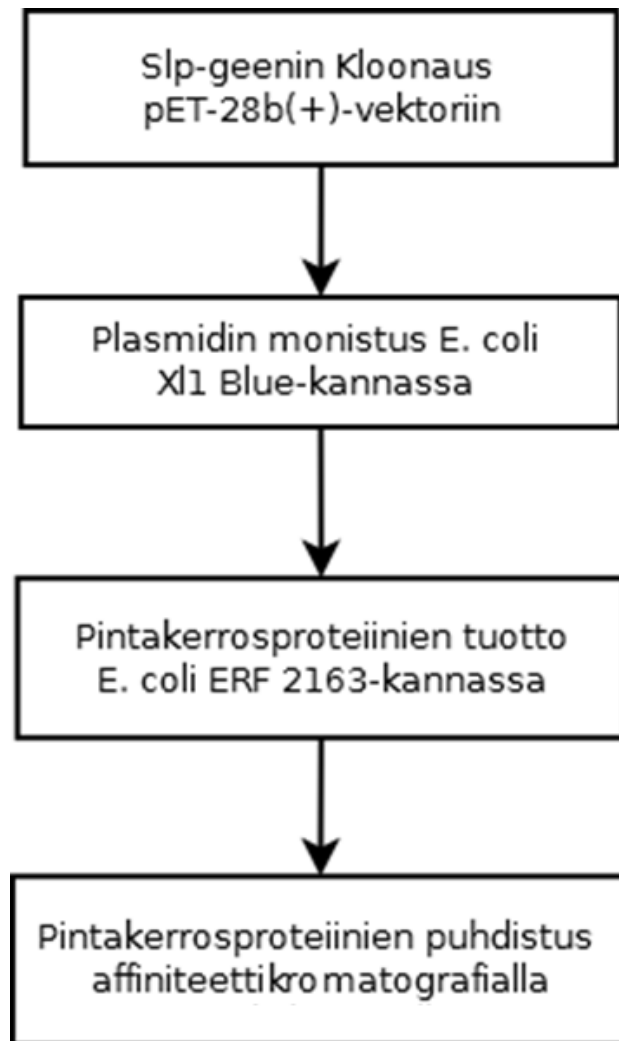 Slp-geenin Kloonaus
pET-28b(+)-vektoriin
Plasmidin monistus E. coli
Xl1 Blue-kannassa
Pintakerrosproteiinien tuotto
E. coli ERF 2163-kannassa
Pintakerrosproteiinien puhdistus
affiniteettikromatografialla